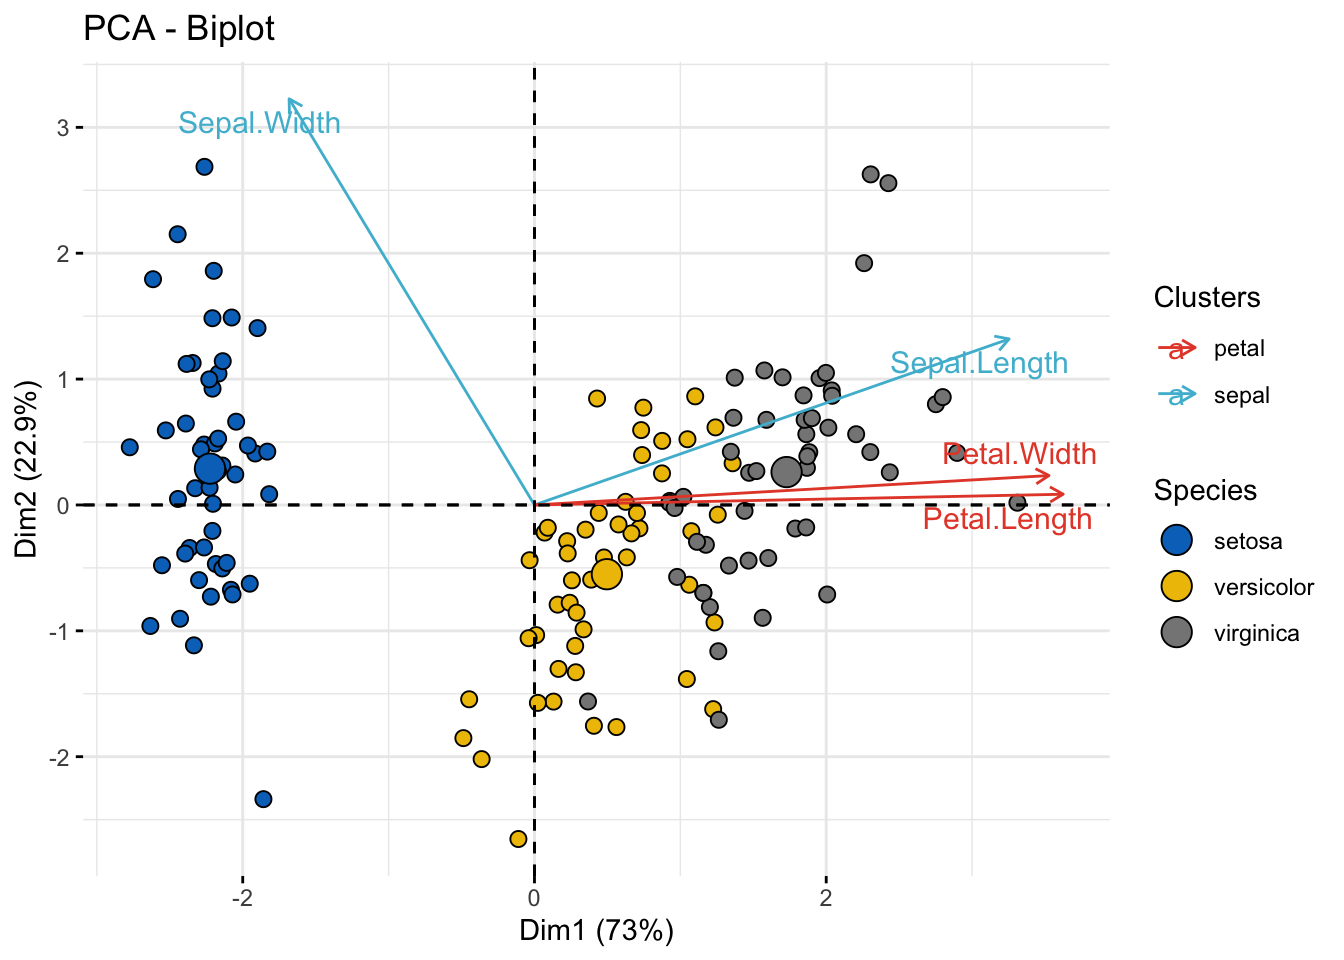 PCA - Biplot
3
2
1
0
-1
-2
Dim2 (22.9%)
Sepal.Width
Sepal.Length
Petal.Width
Petal.Length
-2
0
2
Dim1 (73%)
Clusters
a petal
a sepal
Species
setosa
versicolor
virginica